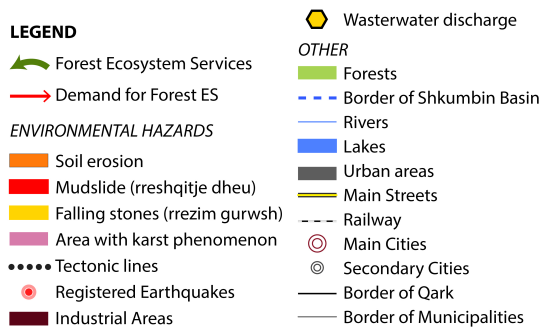 LEGEND
Forest Ecosystem Services
Demand for Forest ES
ENVIRONMENTAL HAZARDS
Soil erosion
Mudslide (rreshqitje dheu)
Falling stones (rrezim gurwsh)
Area with karst phenomenon
Tectonic lines
Registered Earthquakes
Industrial Areas
Wasterwater discharge
OTHER
Forests
Border of Shkumbin Basin
Rivers
Lakes
Urban areas
Main Streets
Railway
Main Cities
Secondary Cities
Border of Qark
Border of Municipalities